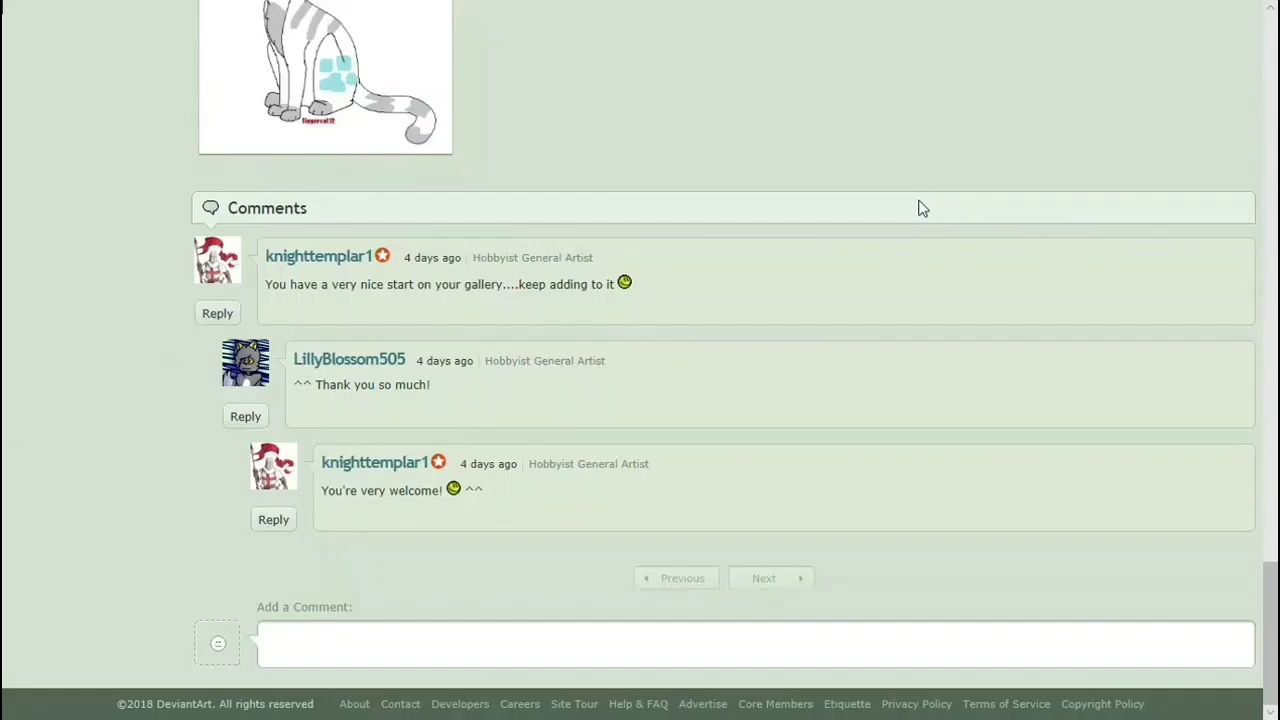 Comments
knighttemplar1 4 days ago Hobbyist General Artist
You have a very nice start on your gallery....keep adding to it
Reply
LillyBlossom505 4 days ago Hobbyist General Artist
^^ Thank you so much!
Reply
knighttemplar1 4 days ago Hobbyist General Artist
You're very welcome! ^^
Reply
Previous Next
Add a Comment:
©2018 DeviantArt. All rights reserved About Contact Developers Careers Site Tour Help & FAQ Advertise Core Members Etiquette Privacy Policy Terms of Service Copyright Policy